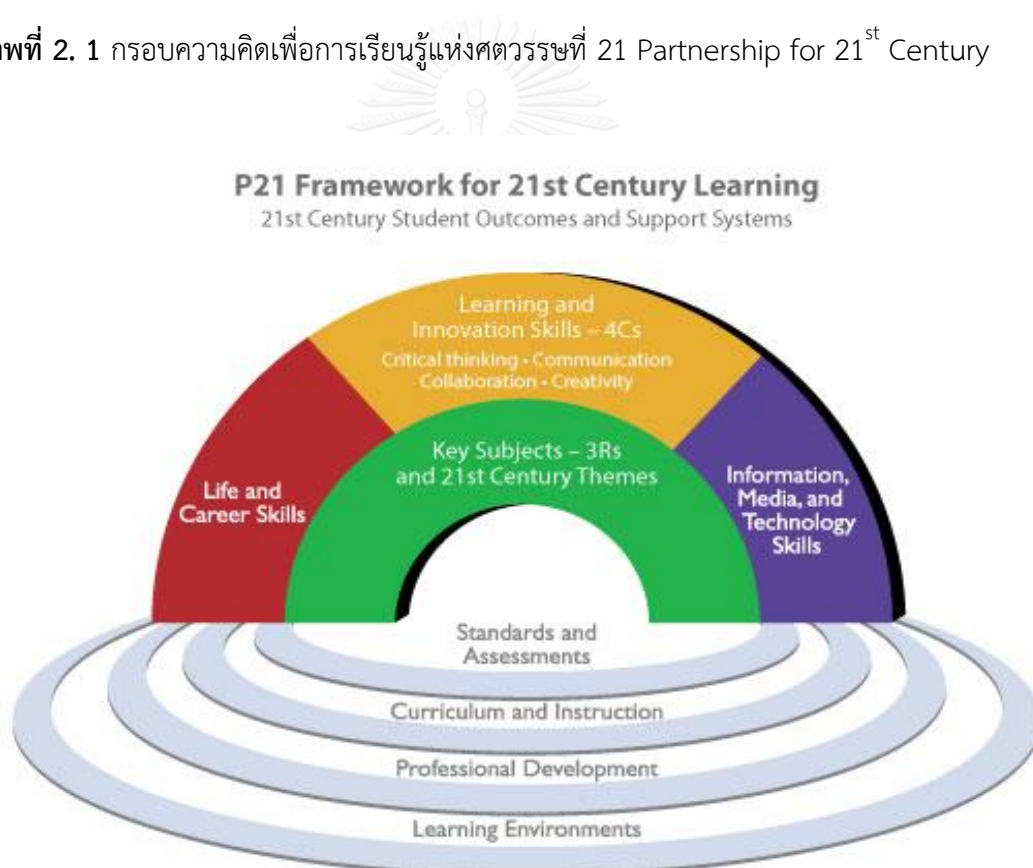 พที่ 2. 1 กรอบความคิดเพื่อการเรียนรู้แห่งศตวรรษที่ 21 Partnership for 21st Century
P21 Framework for 21st Century Learning
21st Century Student Outcomes and Support Systems
Learning and
Innovation Skills – 4Cs
Critical thinking • Communication
Collaboration • Creativity
Key Subjects – 3Rs
and 21st Century Themes
Life and
Career Skills
Information,
Media, and
Technology
Skills
Standards and
Assessments
Curriculum and Instruction
Professional Development
Learning Environments